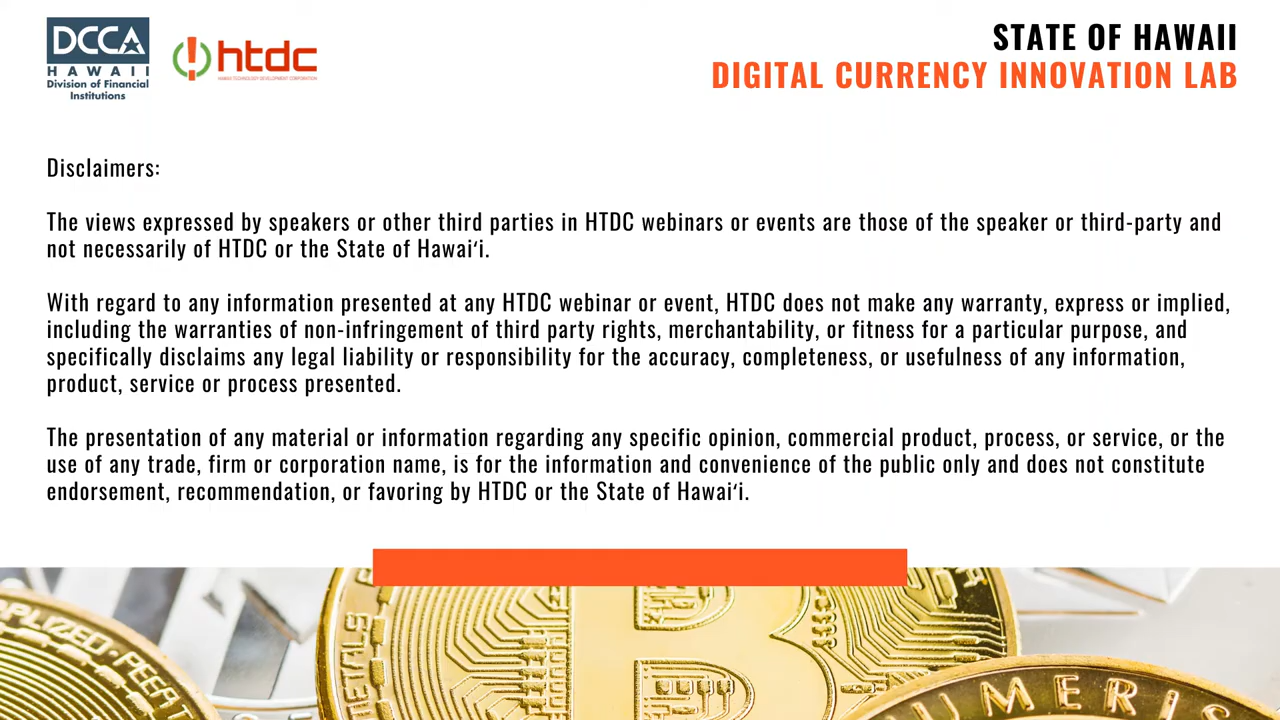 DCCA
HAWAII
Division of Financial
Institutions
htdc
HAWAII TECHNOLOGY DEVELOPMENT CORPORATION
STATE OF HAWAII
DIGITAL CURRENCY INNOVATION LAB
Disclaimers:
The views expressed by speakers or other third parties in HTDC webinars or events are those of the speaker or third-party and
not necessarily of HTDC or the State of Hawaiʻi.
With regard to any information presented at any HTDC webinar or event, HTDC does not make any warranty, express or implied,
including the warranties of non-infringement of third party rights, merchantability, or fitness for a particular purpose, and
specifically disclaims any legal liability or responsibility for the accuracy, completeness, or usefulness of any information,
product, service or process presented.
The presentation of any material or information regarding any specific opinion, commercial product, process, or service, or the
use of any trade, firm or corporation name, is for the information and convenience of the public only and does not constitute
endorsement, recommendation, or favoring by HTDC or the State of Hawaiʻi.